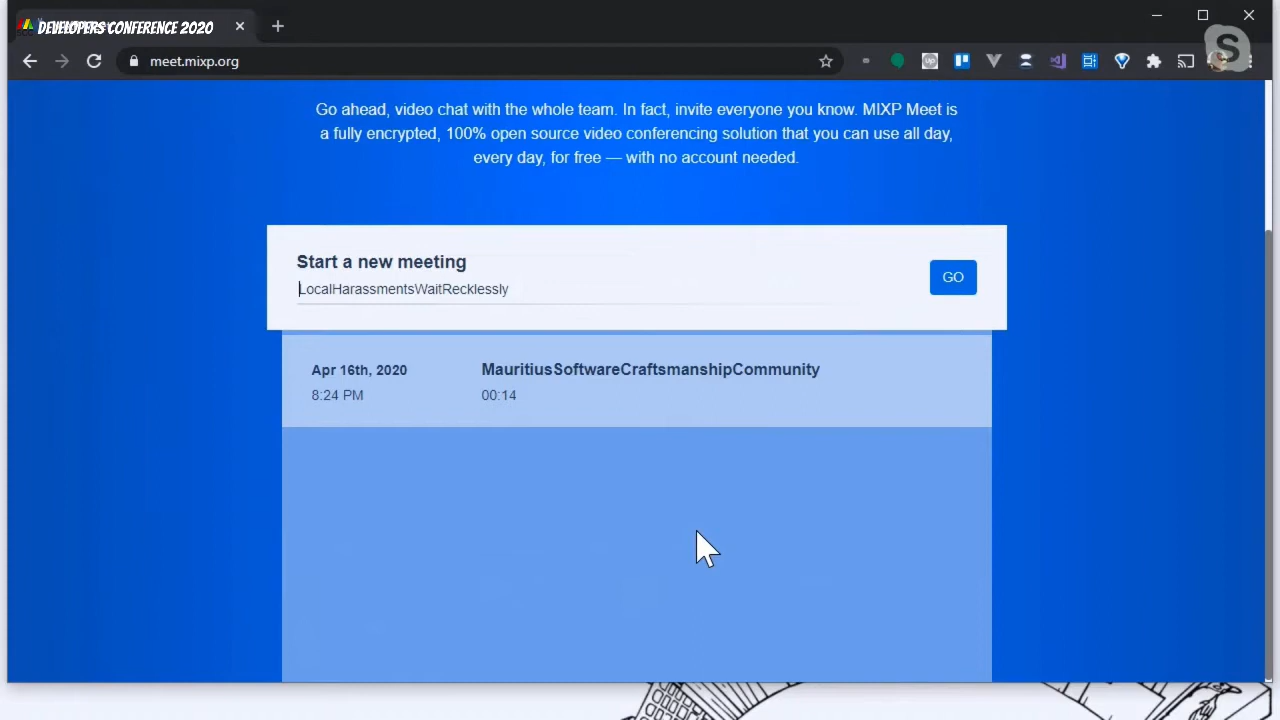 DEVELOPERS CONFERENCE 2020
meet.mixp.org
Go ahead, video chat with the whole team. In fact, invite everyone you know. MIXP Meet is
a fully encrypted, 100% open source video conferencing solution that you can use all day,
every day, for free — with no account needed.
Start a new meeting
LocalHarassmentsWaitRecklessly
GO
Apr 16th, 2020
MauritiusSoftwareCraftsmanshipCommunity
8:24 PM
00:14